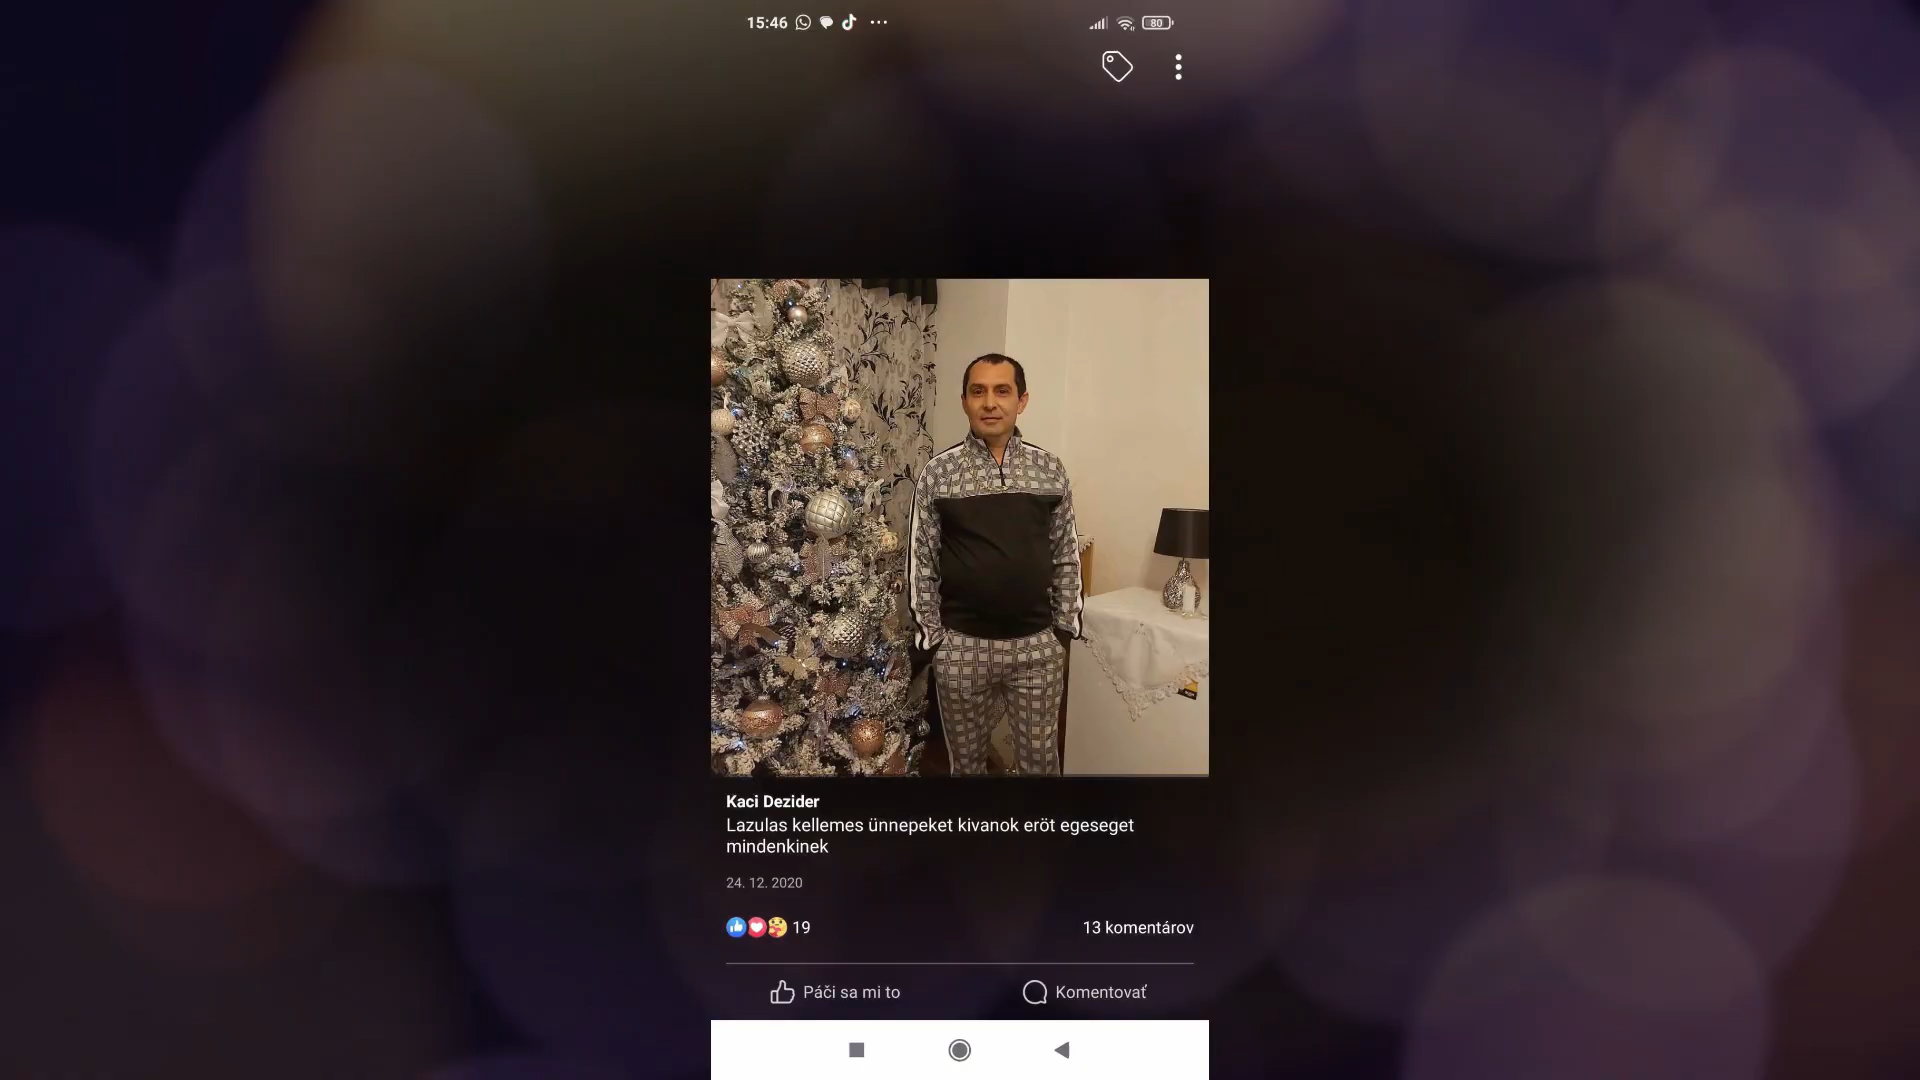 15:46
80
Kaci Dezider
Lazulas kellemes ünnepeket kivanok eröt egeseget
mindenkinek
24. 12. 2020
19
13 komentárov
Páči sa mi to
Komentovať